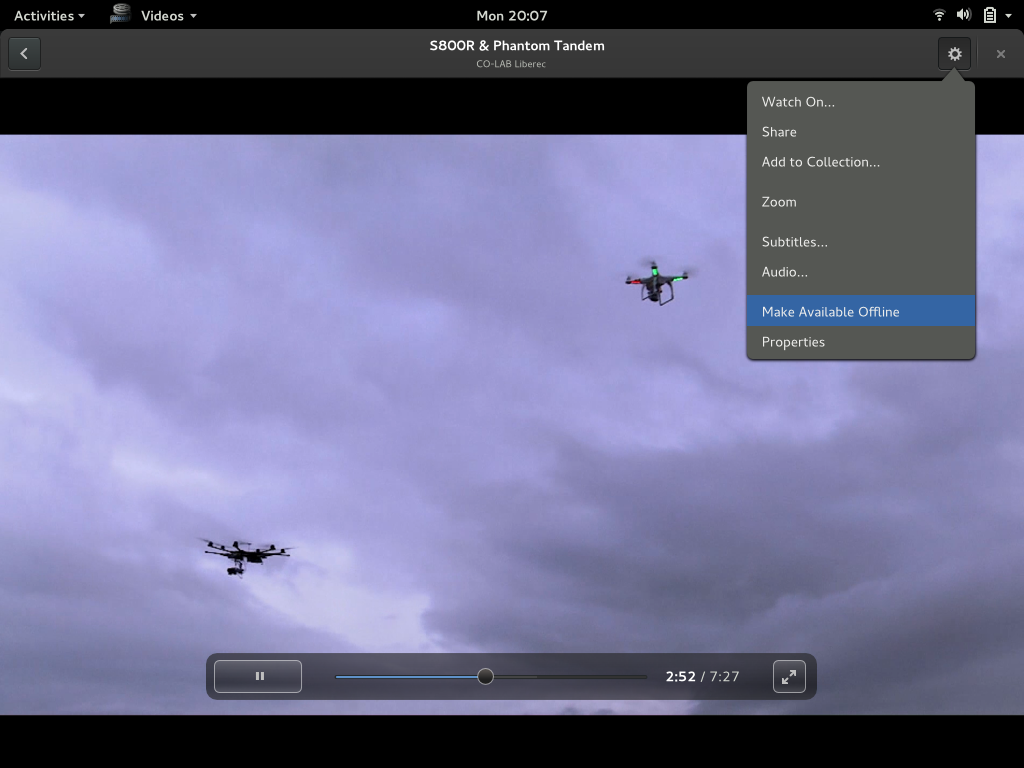 Activities
Videos
Mon 20:07
S800R & Phantom Tandem
CO-LAB Liberec
Watch On...
Share
Add to Collection...
Zoom
Subtitles...
Audio...
Make Available Offline
Properties
2:52 / 7:27